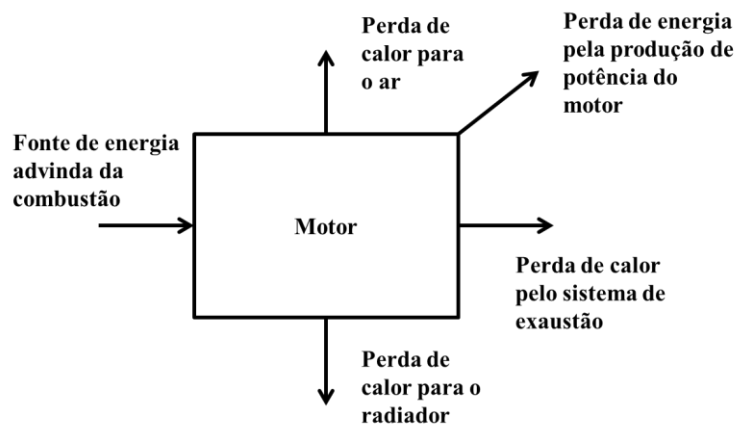 Perda de
calor para
o ar
Perda de energia
pela produção de
potência do
motor
Fonte de energia
advinda da
combustão
Motor
Perda de calor
pelo sistema de
exaustão
Perda de
calor para o
radiador